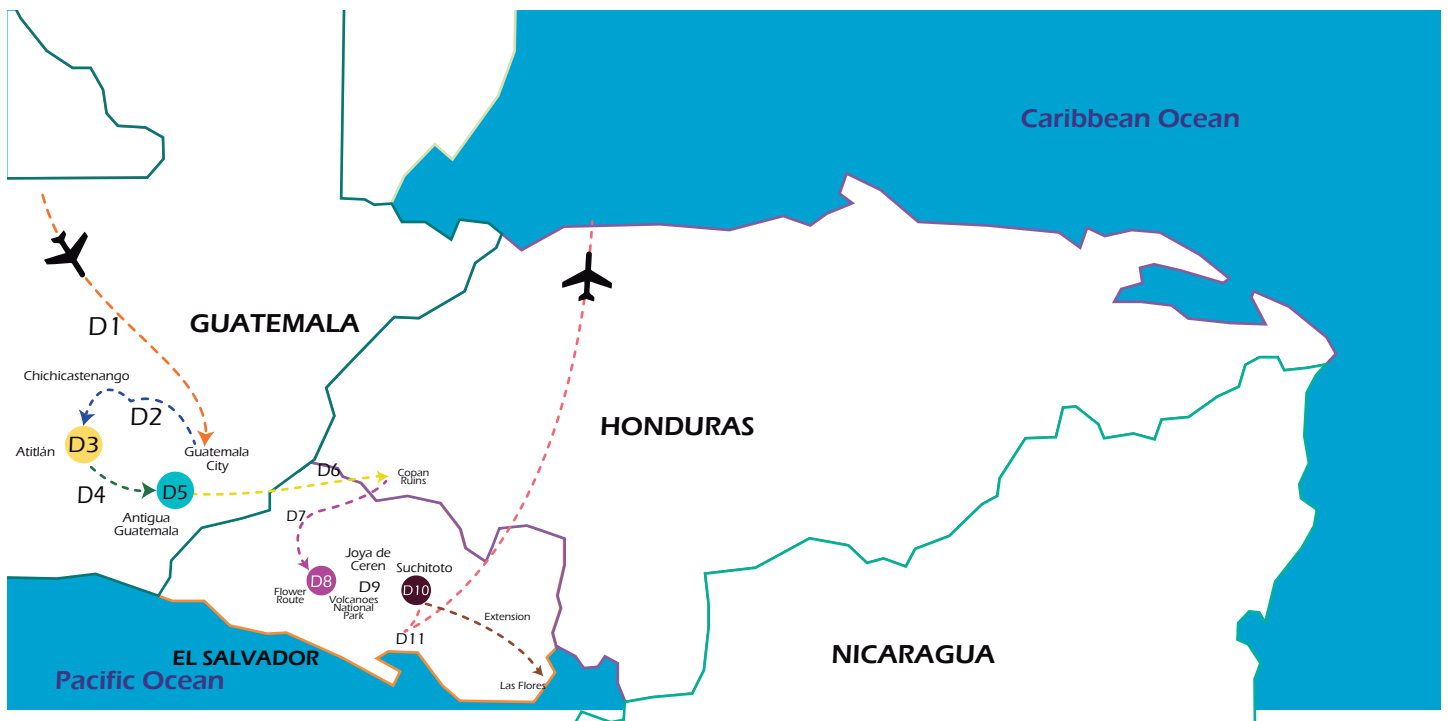 Caribbean Ocean
D1
GUATEMALA
Chichicastenango
D2
D3
Atitlán
Guatemala
City
HONDURAS
D4
D5
D6
Copan
Ruins
Antigua
Guatemala
D7
Joya de
Ceren
Suchitoto
D8
D9
D10
Flower
Route
Volcanoes
National
Park
Extension
D11
EL SALVADOR
NICARAGUA
Pacific Ocean
Las Flores